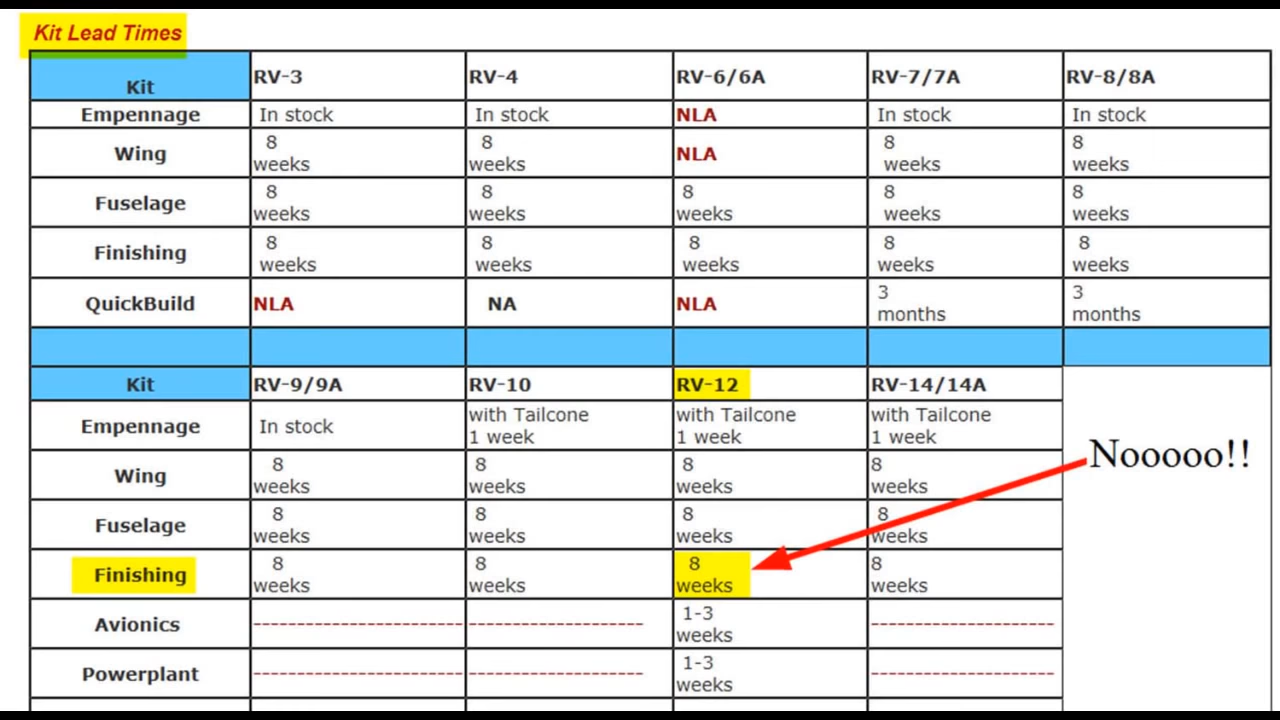 Kit Lead Times
Kit RV-3 RV-4 RV-6/6A RV-7/7A RV-8/8A
Empennage In stock In stock NLA In stock In stock
Wing 8 weeks 8 weeks NLA 8 weeks 8 weeks
Fuselage 8 weeks 8 weeks 8 weeks 8 weeks 8 weeks
Finishing 8 weeks 8 weeks 8 weeks 8 weeks 8 weeks
QuickBuild NLA NA NLA 3 months 3 months
Kit RV-9/9A RV-10 RV-12 RV-14/14A
Empennage In stock with Tailcone 1 week with Tailcone 1 week with Tailcone 1 week
Nooooo!!
Wing 8 weeks 8 weeks 8 weeks 8 weeks
Fuselage 8 weeks 8 weeks 8 weeks 8 weeks
Finishing 8 weeks 8 weeks 8 weeks 8 weeks
Avionics --------------------- ----------------- 1-3 weeks ------------------
Powerplant --------------------- ----------------- 1-3 weeks ------------------